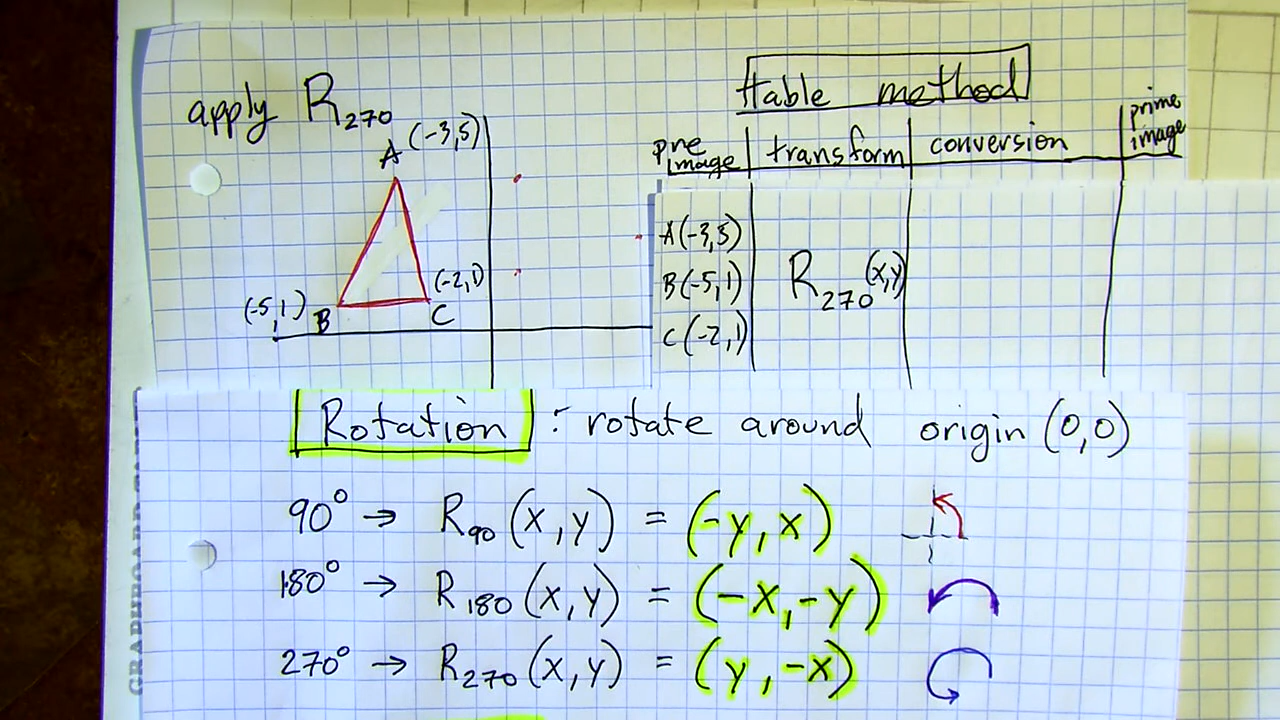 apply R270
A (-3,5)
(-2,1)
(-5,1) B C
table method
pre image transform conversion prime image
A(-3,5)
B(-5,1) R270(x,y)
C(-2,1)
Rotation : rotate around origin (0,0)
90° → R90 (x,y) = (-y,x)
180° → R180 (x,y) = (-x,-y)
270° → R270 (x,y) = (y,-x)